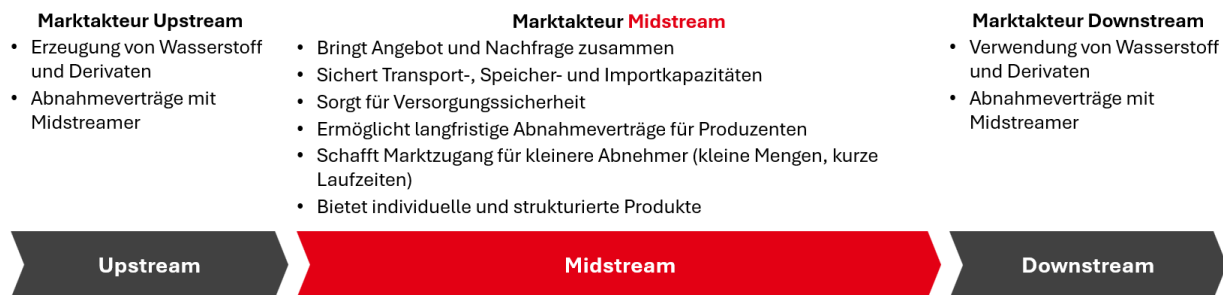 Marktakteur Upstream
• Erzeugung von Wasserstoff
und Derivaten
• Abnahmeverträge mit
Midstreamer
Marktakteur Midstream
• Bringt Angebot und Nachfrage zusammen
• Sichert Transport-, Speicher- und Importkapazitäten
• Sorgt für Versorgungssicherheit
• Ermöglicht langfristige Abnahmeverträge für Produzenten
• Schafft Marktzugang für kleinere Abnehmer (kleine Mengen, kurze
Laufzeiten)
• Bietet individuelle und strukturierte Produkte
Marktakteur Downstream
• Verwendung von Wasserstoff
und Derivaten
• Abnahmeverträge mit
Midstreamer
Upstream
Midstream
Downstream